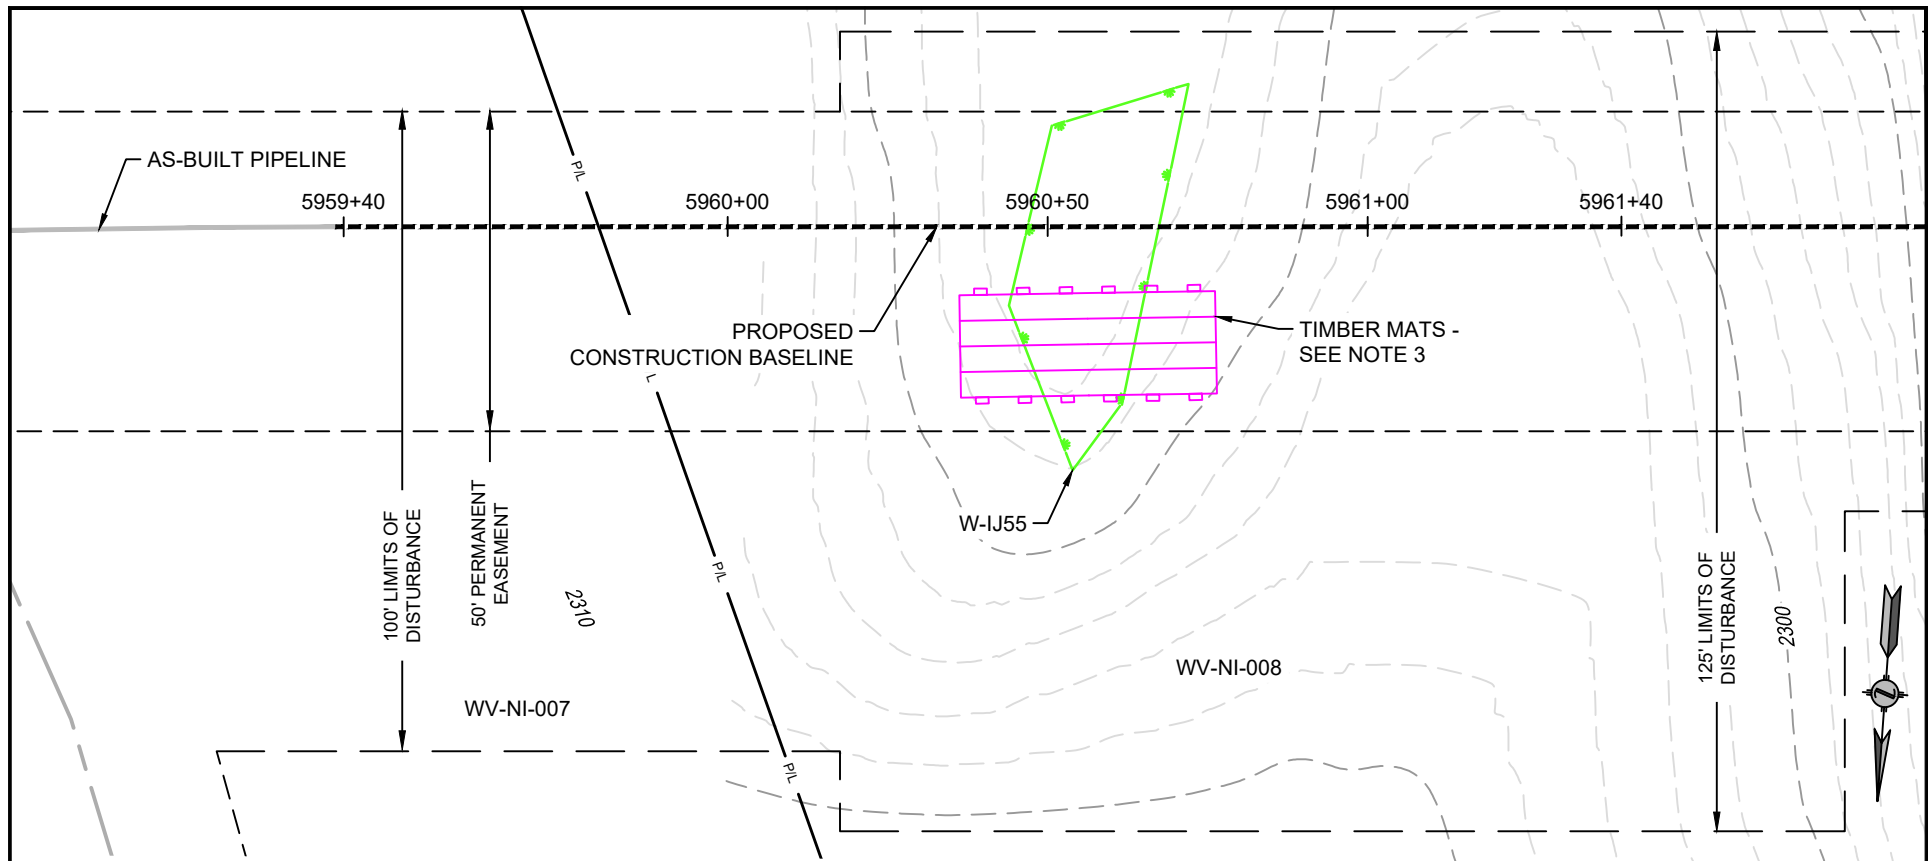 AS-BUILT PIPELINE
5959+40
5960+00
5960+50
5961+00
5961+40
P/L
PROPOSED
CONSTRUCTION BASELINE
TIMBER MATS -
SEE NOTE 3
L
W-IJ55
100' LIMITS OF
DISTURBANCE
50' PERMANENT
EASEMENT
2310
P/L
125' LIMITS OF
DISTURBANCE
2300
WV-NI-008
WV-NI-007
P/L